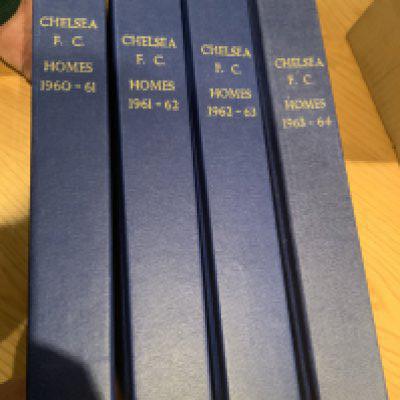 CHELSEA
F. C.
HOMES
1960-61
CHELSEA
F. C.
HOMES
1961-62
CHELSEA
F. C.
HOMES
1962-63
CHELSEA
F. C.
HOMES
1963-64